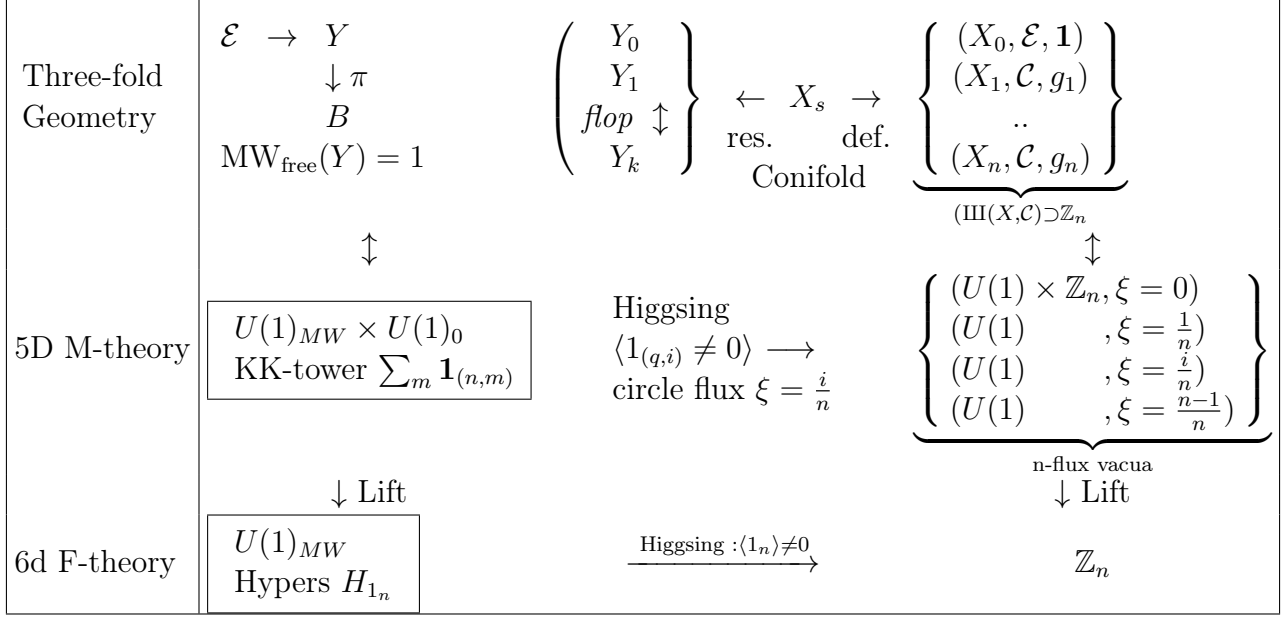 Three-fold
Geometry
ℰ → Y
↓ π
B
MW_free(Y) = 1
Y_0
Y_1
flop ↕
Y_k
← X_s →
res. def.
Conifold
(X_0, ℰ, 𝟏)
(X_1, 𝒞, g_1)
..
(X_n, 𝒞, g_n)
(Ш(X,𝒞)⊃ℤ_n
↕ ↕
5D M-theory
U(1)_MW × U(1)_0
KK-tower ∑_m 𝟏_(n,m)
Higgsing
⟨1_(q,i) ≠ 0⟩ ⟶
circle flux ξ = i/n
(U(1) × ℤ_n, ξ = 0)
(U(1) , ξ = 1/n)
(U(1) , ξ = i/n)
(U(1) , ξ = n−1/n)
n-flux vacua
↓ Lift ↓ Lift
6d F-theory
U(1)_MW
Hypers H_1_n
Higgsing :⟨1_n⟩≠0
ℤ_n